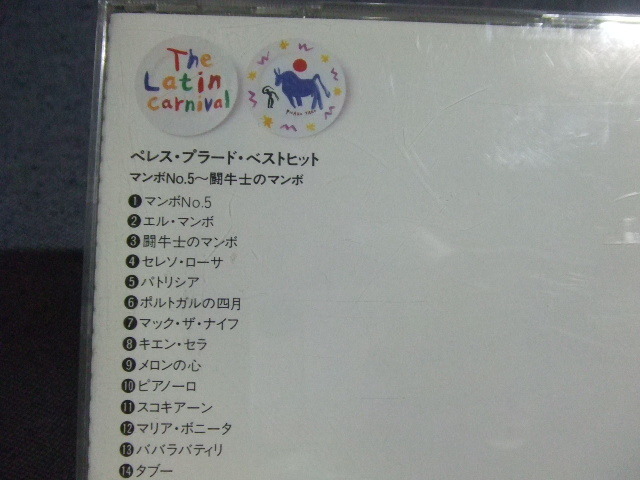 The
Latin
Carnival
ペレス・プラード・ベストヒット
マンボNo.5～闘牛士のマンボ
❶マンボNo.5
❷エル・マンボ
❸闘牛士のマンボ
❹セレソ・ローサ
❺パトリシア
❻ポルトガルの四月
❼マック・ザ・ナイフ
❽キエン・セラ
❾メロンの心
❿ピアノーロ
⓫スコキアーン
⓬マリア・ボニータ
⓭ババラバティリ
⓮タブー